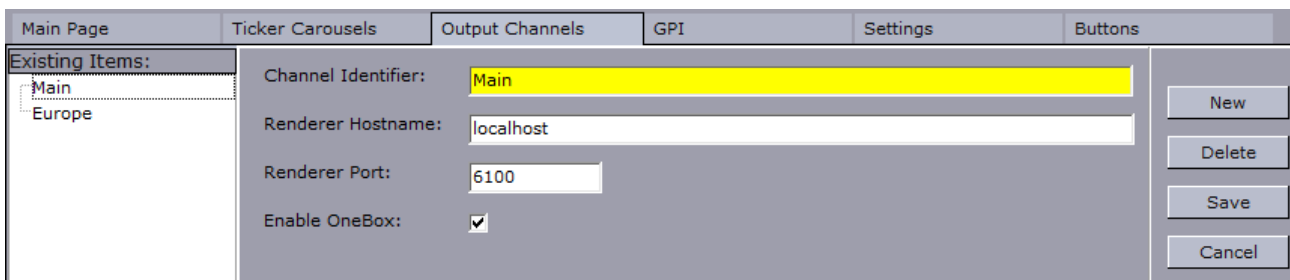 Main Page Ticker Carousels Output Channels GPI Settings Buttons
Existing Items:
Main
Europe
Channel Identifier: Main
Renderer Hostname: localhost
Renderer Port: 6100
Enable OneBox:
New
Delete
Save
Cancel